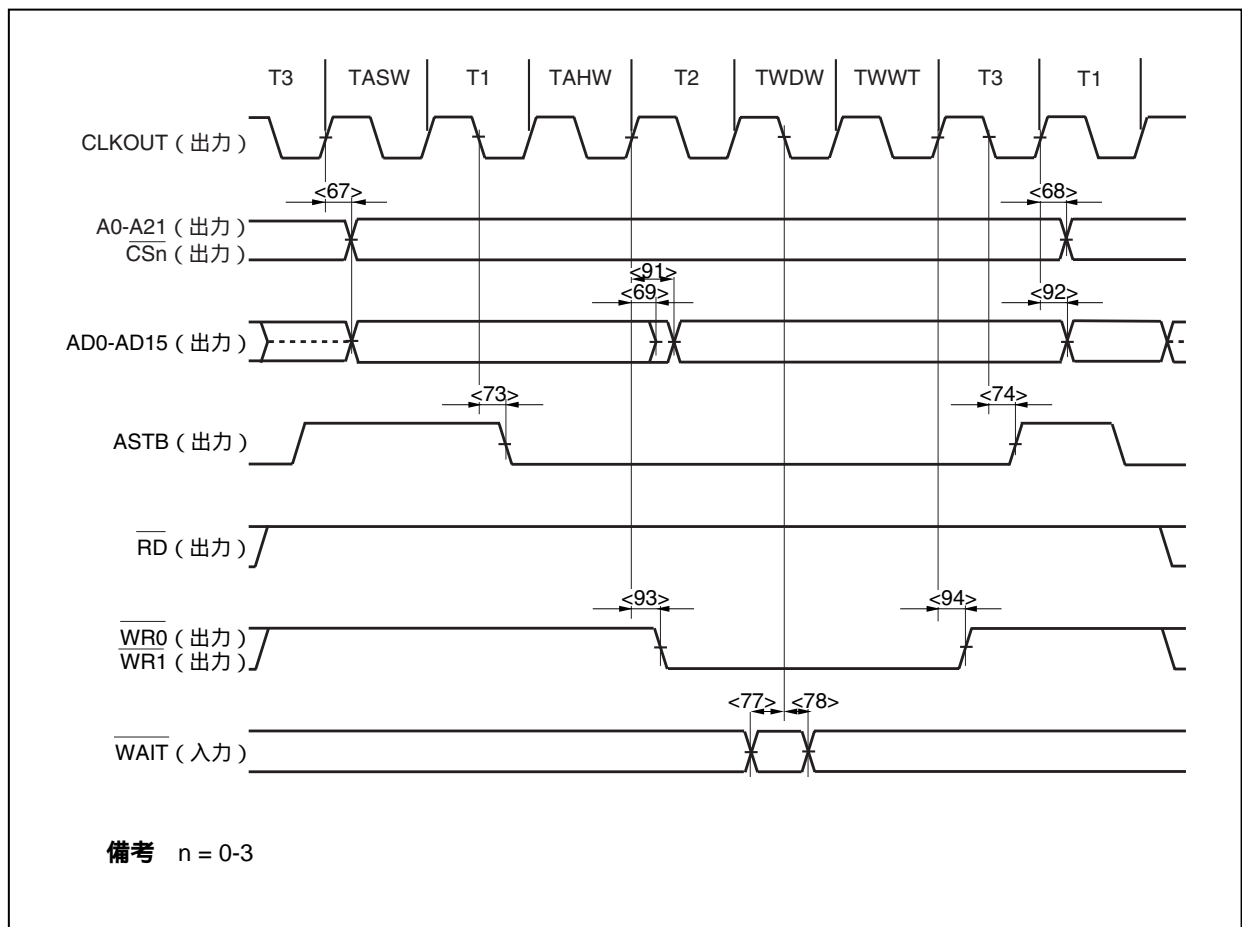 T3 TASW T1 TAHW T2 TWDW TWWT T3 T1
CLKOUT（出力）
<67> <68>
A0-A21（出力）
CSn（出力）
<91>
<69> <92>
AD0-AD15（出力）
<73> <74>
ASTB（出力）
RD（出力）
<93> <94>
WR0（出力）
WR1（出力）
<77> <78>
WAIT（入力）
備考 n = 0-3